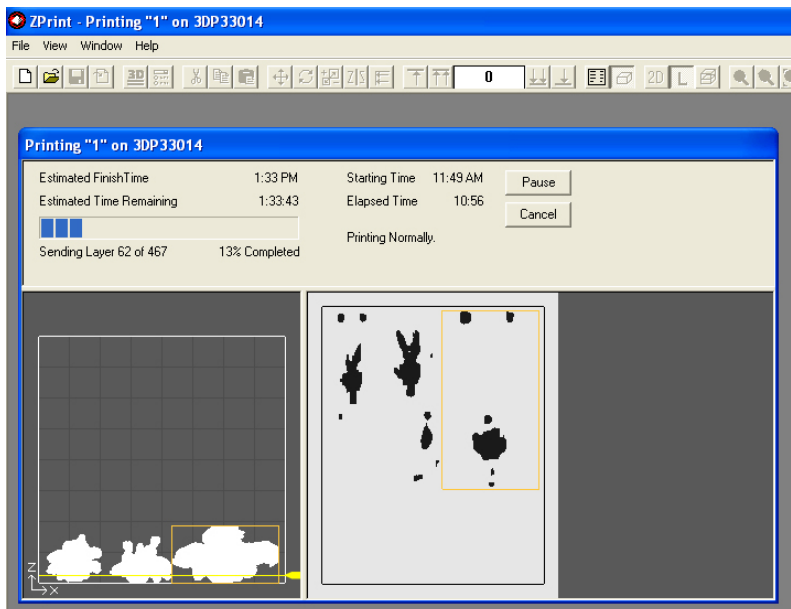 ZPrint - Printing "1" on 3DP33014
File View Window Help
3D 0 2D L
Printing "1" on 3DP33014
Estimated FinishTime 1:33 PM Starting Time 11:49 AM Pause
Estimated Time Remaining 1:33:43 Elapsed Time 10:56 Cancel
Printing Normally.
Sending Layer 62 of 467 13% Completed
Z
X